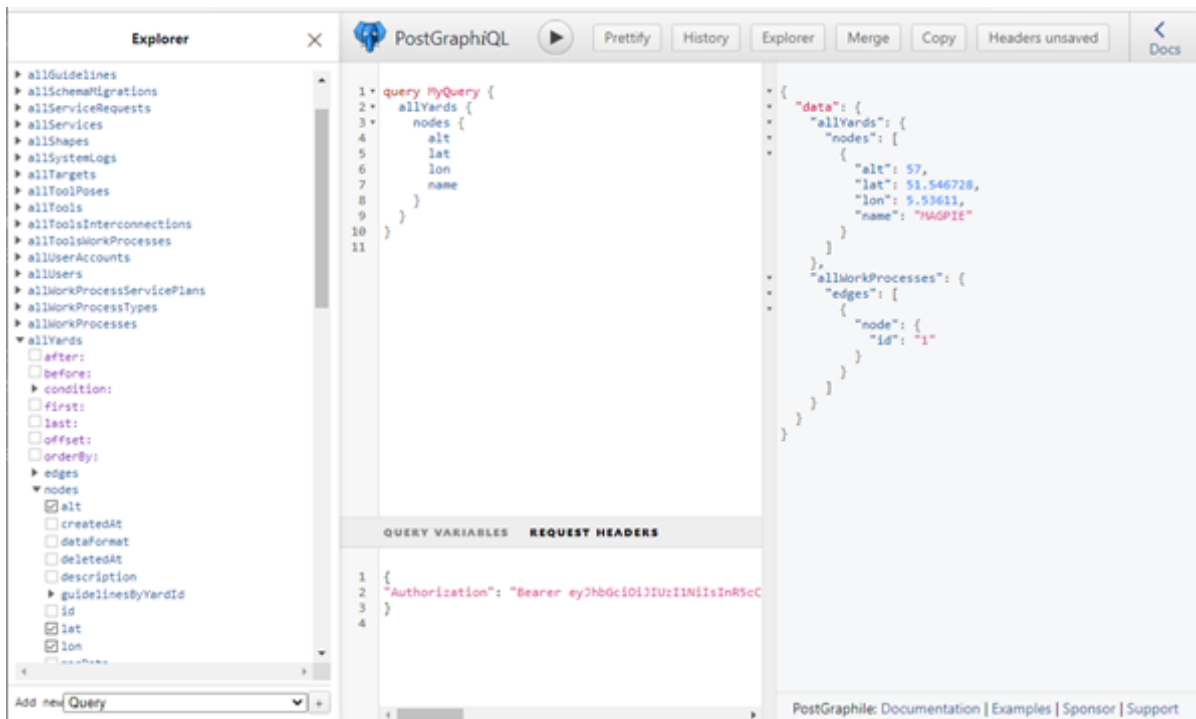 Explorer
×
allGuidelines
allSchemaMigrations
allServiceRequests
allServices
allShapes
allSystemLogs
allTargets
allToolPoses
allTools
allToolsInterconnections
allToolsWorkProcesses
allUserAccounts
allUsers
allWorkProcessServicePlans
allWorkProcessTypes
allWorkProcesses
allYards
after:
before:
condition:
first:
last:
offset:
orderBy:
edges
nodes
alt
createdAt
dataFormat
deletedAt
description
guidelinesByYardId
id
lat
lon
Add new Query +
PostGraphiQL Prettify History Explorer Merge Copy Headers unsaved < Docs
1 query MyQuery {
2 allYards {
3 nodes {
4 alt
5 lat
6 lon
7 name
8 }
9 }
10 }
11
QUERY VARIABLES REQUEST HEADERS
1 {
2 "Authorization": "Bearer eyJhbGciOiJIUzI1NiIsInR5cC
3 }
4
{
"data": {
"allYards": {
"nodes": [
{
"alt": 57,
"lat": 51.546728,
"lon": 5.53611,
"name": "MAGPIE"
}
]
},
"allWorkProcesses": {
"edges": [
{
"node": {
"id": "1"
}
}
]
}
}
}
PostGraphile: Documentation | Examples | Sponsor | Support